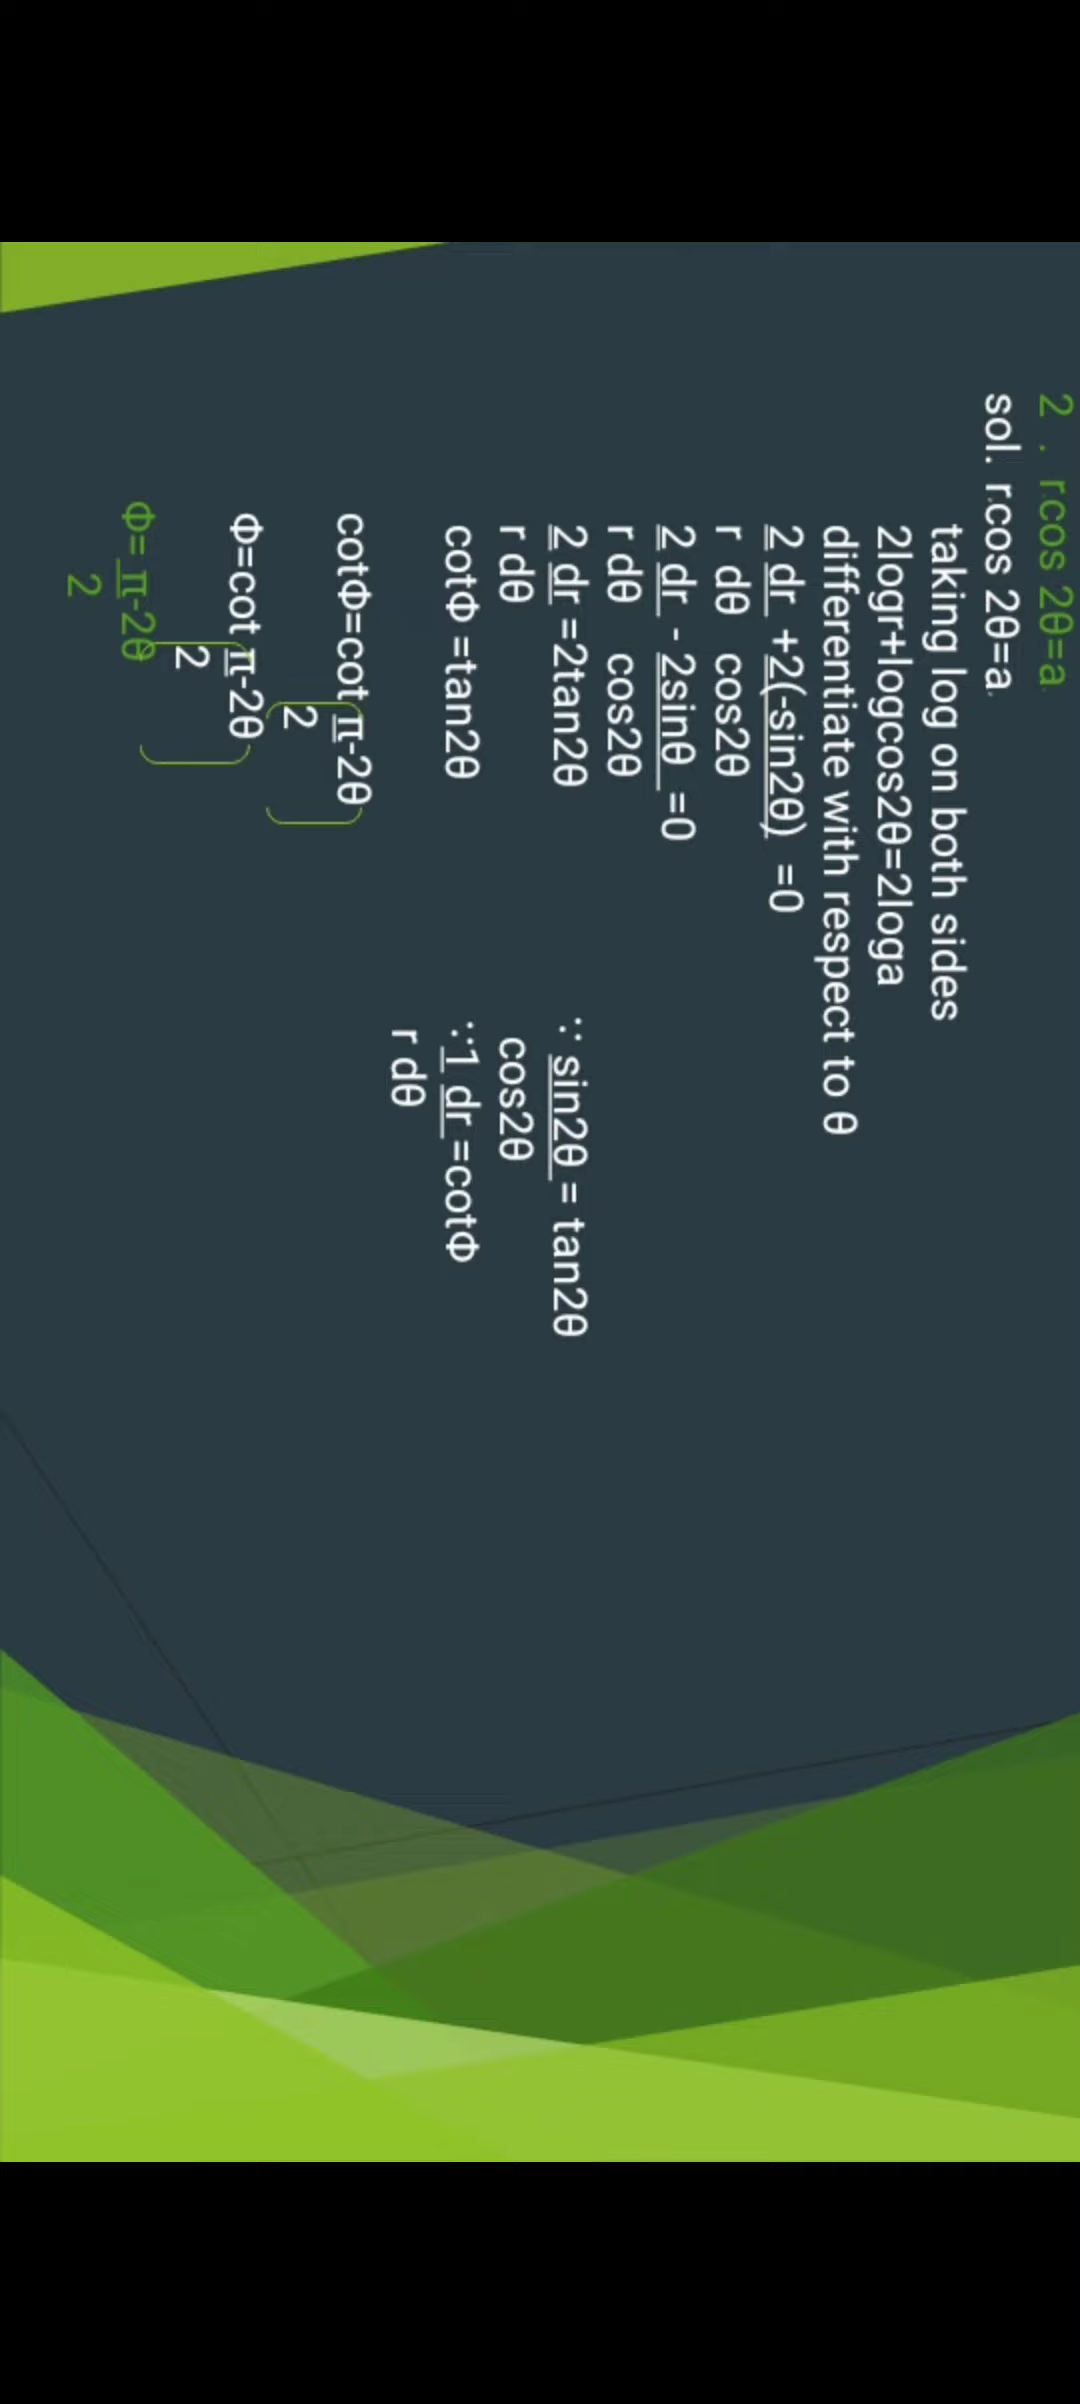 2 . r.cos 2θ=a.
sol. r.cos 2θ=a.
taking log on both sides
2logr+logcos2θ=2loga
differentiate with respect to θ
2 dr +2(-sin2θ) =0
r dθ cos2θ
2 dr - 2sinθ =0
r dθ cos2θ
2 dr =2tan2θ
r dθ
∵ sin2θ = tan2θ
cos2θ
cotΦ =tan2θ
∵1 dr =cotΦ
r dθ
cotΦ=cot π-2θ
2
Φ=cot π-2θ
2
Φ= π-2θ
2